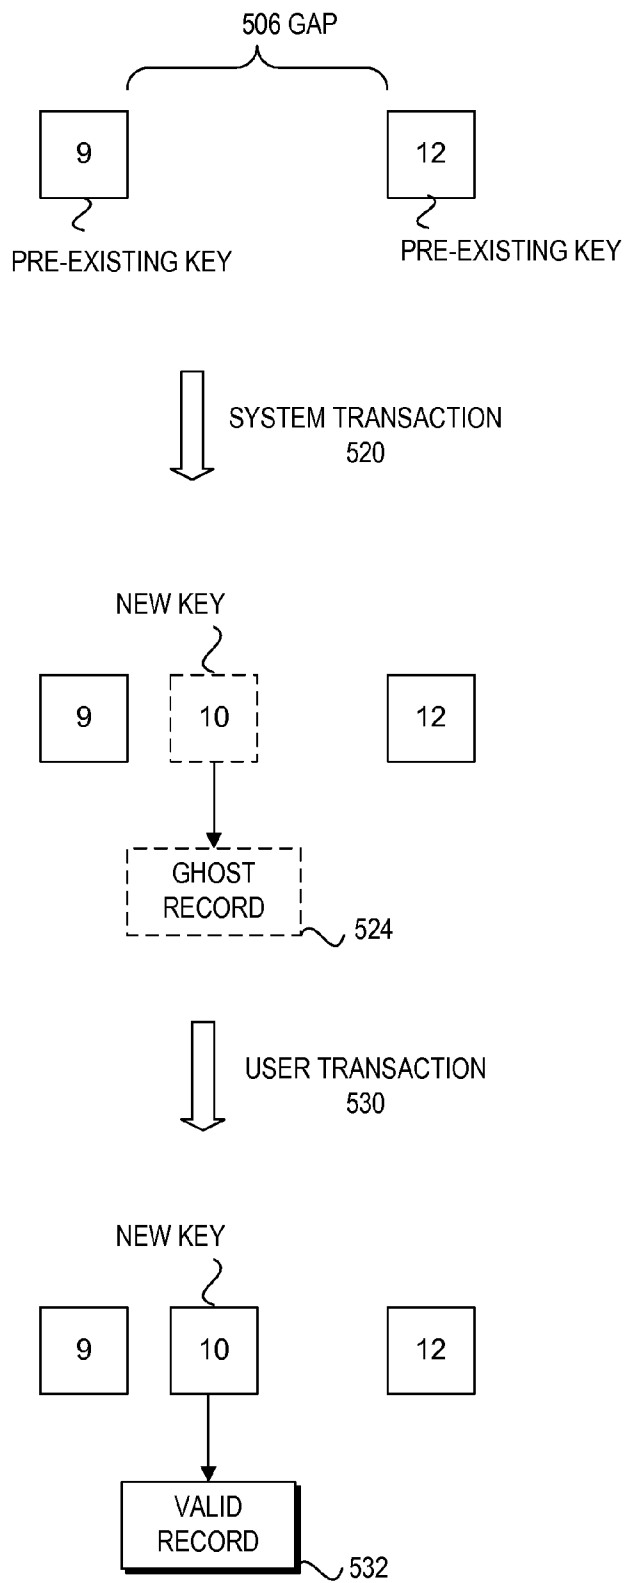 506 GAP
9
12
PRE-EXISTING KEY
PRE-EXISTING KEY
SYSTEM TRANSACTION
520
NEW KEY
9
10
12
GHOST
RECORD
524
USER TRANSACTION
530
NEW KEY
9
10
12
VALID
RECORD
532